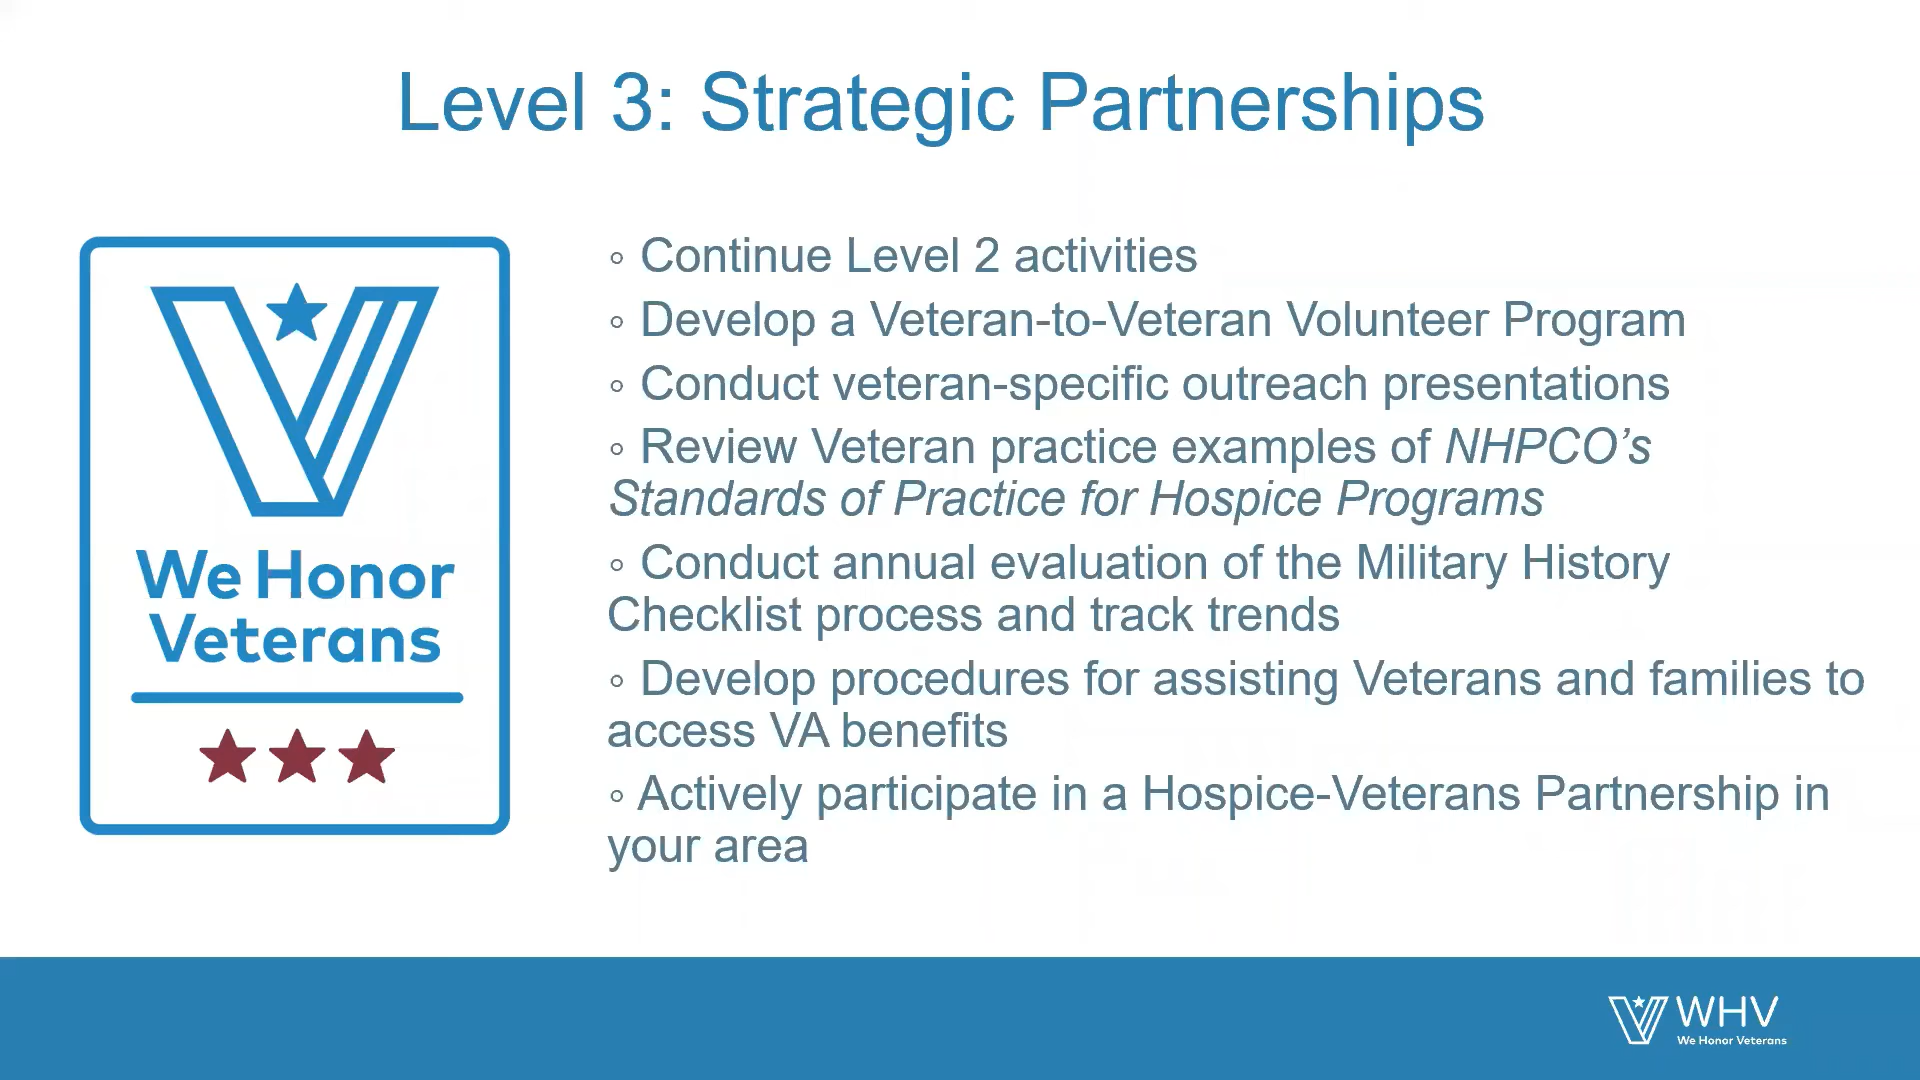 Level 3: Strategic Partnerships
We Honor
Veterans
◦ Continue Level 2 activities
◦ Develop a Veteran-to-Veteran Volunteer Program
◦ Conduct veteran-specific outreach presentations
◦ Review Veteran practice examples of NHPCO’s
Standards of Practice for Hospice Programs
◦ Conduct annual evaluation of the Military History
Checklist process and track trends
◦ Develop procedures for assisting Veterans and families to
access VA benefits
◦ Actively participate in a Hospice-Veterans Partnership in
your area
WHV
We Honor Veterans